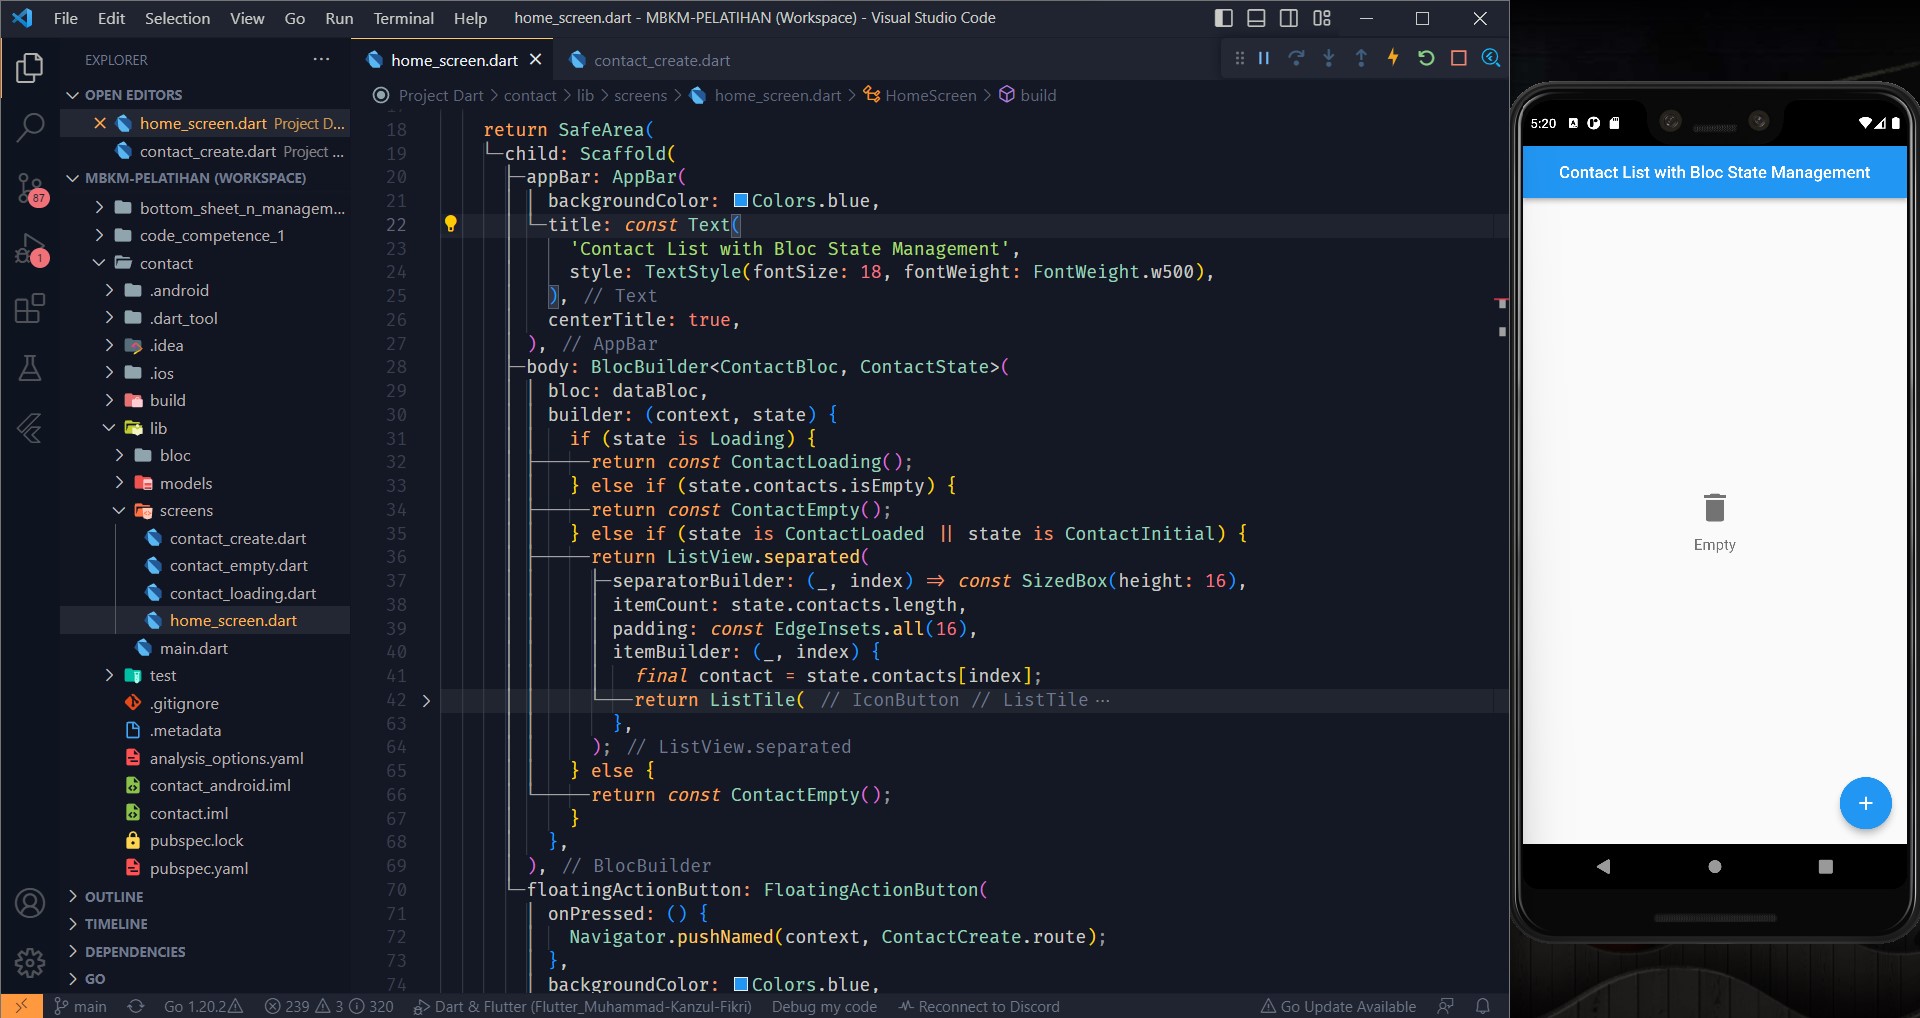 File Edit Selection View Go Run Terminal Help home_screen.dart - MBKM-PELATIHAN (Workspace) - Visual Studio Code
EXPLORER
OPEN EDITORS
home_screen.dart Project D...
contact_create.dart Project ...
MBKM-PELATIHAN (WORKSPACE)
bottom_sheet_n_managem...
code_competence_1
contact
.android
.dart_tool
.idea
.ios
build
lib
bloc
models
screens
contact_create.dart
contact_empty.dart
contact_loading.dart
home_screen.dart
main.dart
test
.gitignore
.metadata
analysis_options.yaml
contact_android.iml
contact.iml
pubspec.lock
pubspec.yaml
OUTLINE
TIMELINE
DEPENDENCIES
GO
87
1
home_screen.dart contact_create.dart
Project Dart > contact > lib > screens > home_screen.dart > HomeScreen > build
18 return SafeArea(
19 child: Scaffold(
20 appBar: AppBar(
21 backgroundColor: Colors.blue,
22 title: const Text(
23 'Contact List with Bloc State Management',
24 style: TextStyle(fontSize: 18, fontWeight: FontWeight.w500),
25 ), // Text
26 centerTitle: true,
27 ), // AppBar
28 body: BlocBuilder<ContactBloc, ContactState>(
29 bloc: dataBloc,
30 builder: (context, state) {
31 if (state is Loading) {
32 return const ContactLoading();
33 } else if (state.contacts.isEmpty) {
34 return const ContactEmpty();
35 } else if (state is ContactLoaded || state is ContactInitial) {
36 return ListView.separated(
37 separatorBuilder: (_, index) => const SizedBox(height: 16),
38 itemCount: state.contacts.length,
39 padding: const EdgeInsets.all(16),
40 itemBuilder: (_, index) {
41 final contact = state.contacts[index];
42 return ListTile( // IconButton // ListTile ...
63 },
64 ); // ListView.separated
65 } else {
66 return const ContactEmpty();
67 }
68 },
69 ), // BlocBuilder
70 floatingActionButton: FloatingActionButton(
71 onPressed: () {
72 Navigator.pushNamed(context, ContactCreate.route);
73 },
74 backgroundColor: Colors.blue,
main Go 1.20.2 239 3 320 Dart & Flutter (Flutter_Muhammad-Kanzul-Fikri) Debug my code Reconnect to Discord Go Update Available
5:20
Contact List with Bloc State Management
Empty
+